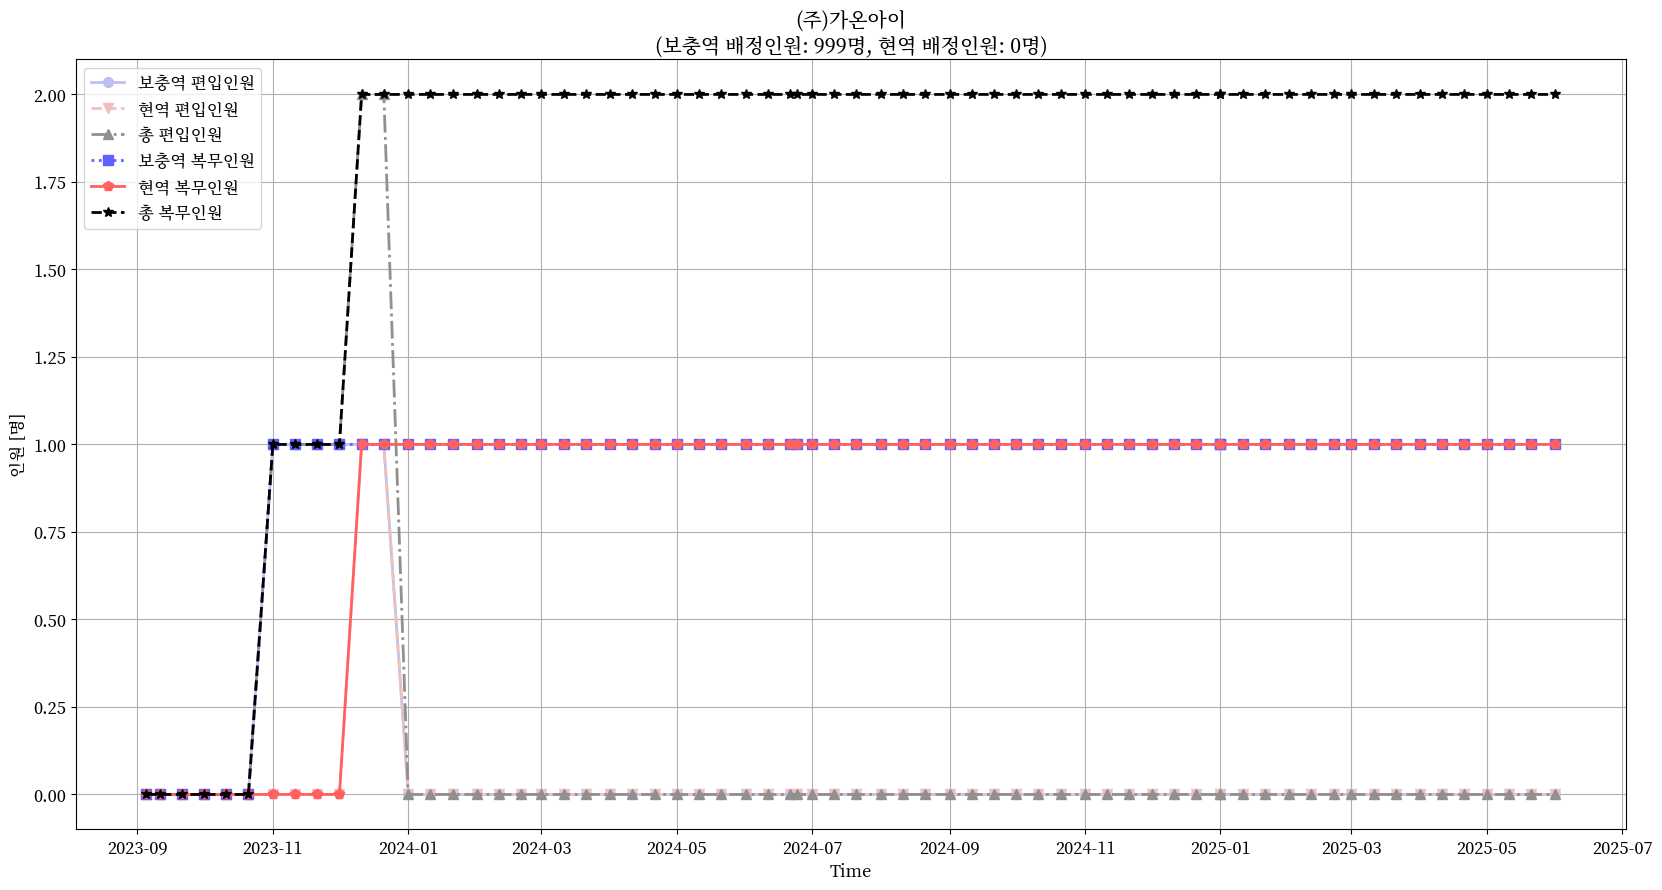 (주)가온아이
(보충역 배정인원: 999명, 현역 배정인원: 0명)
보충역 편입인원
현역 편입인원
총 편입인원
보충역 복무인원
현역 복무인원
총 복무인원
인원 [명]
2.00
1.75
1.50
1.25
1.00
0.75
0.50
0.25
0.00
2023-09
2023-11
2024-01
2024-03
2024-05
2024-07
2024-09
2024-11
2025-01
2025-03
2025-05
2025-07
Time